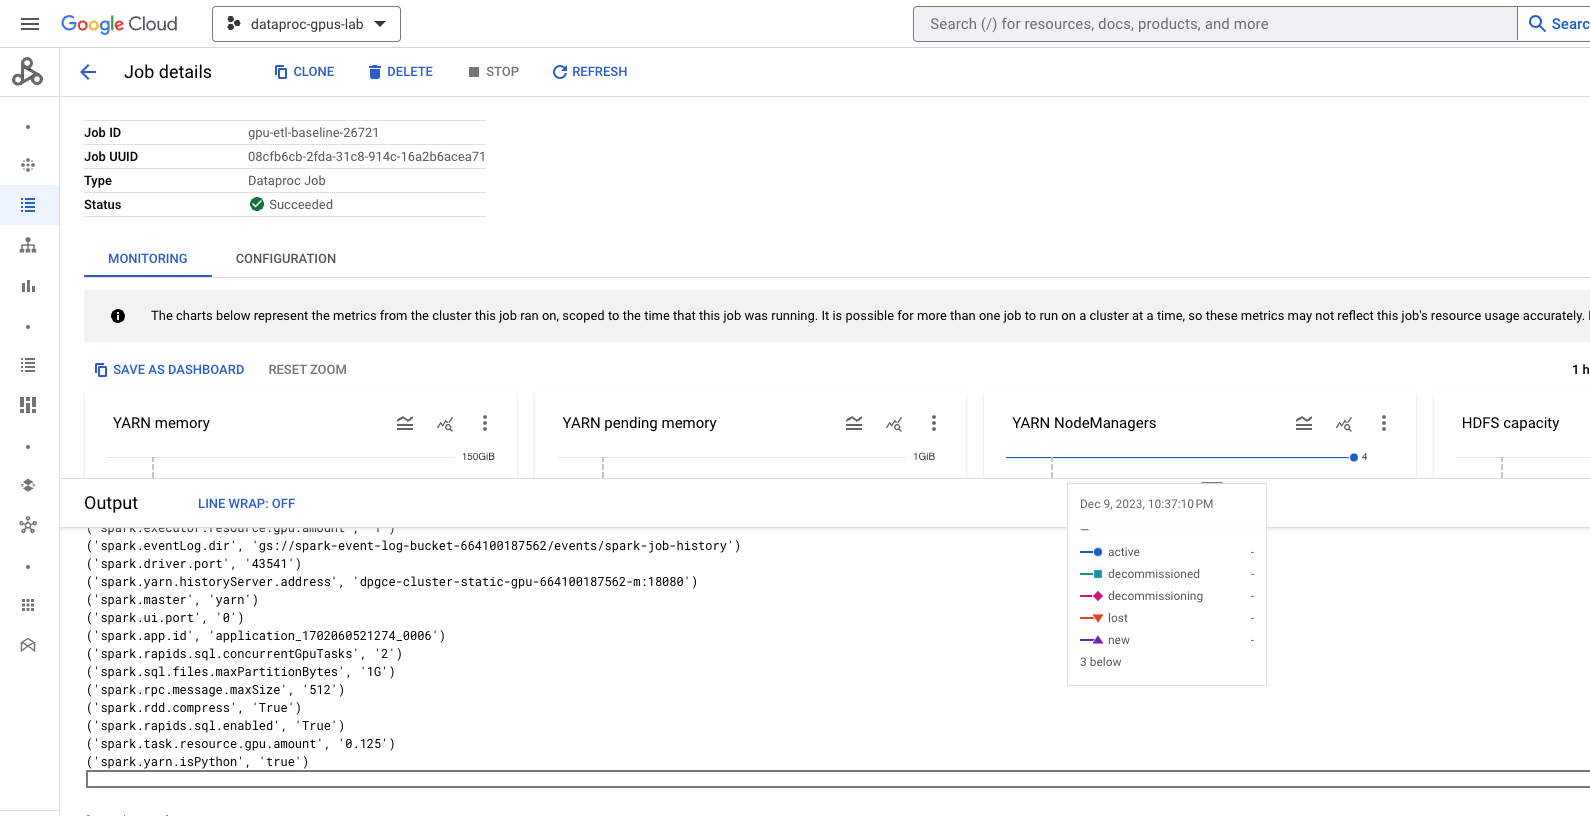 Google Cloud
dataproc-gpus-lab
Search (/) for resources, docs, products, and more
Searc
Job details
CLONE
DELETE
STOP
REFRESH
Job ID gpu-etl-baseline-26721
Job UUID 08cfb6cb-2fda-31c8-914c-16a2b6acea71
Type Dataproc Job
Status Succeeded
MONITORING
CONFIGURATION
The charts below represent the metrics from the cluster this job ran on, scoped to the time that this job was running. It is possible for more than one job to run on a cluster at a time, so these metrics may not reflect this job's resource usage accurately.
SAVE AS DASHBOARD
RESET ZOOM
1 h
YARN memory
150GiB
YARN pending memory
1GiB
YARN NodeManagers
4
HDFS capacity
Output
LINE WRAP: OFF
('spark.executor.resource.gpu.amount', '1')
('spark.eventLog.dir', 'gs://spark-event-log-bucket-664100187562/events/spark-job-history')
('spark.driver.port', '43541')
('spark.yarn.historyServer.address', 'dpgce-cluster-static-gpu-664100187562-m:18080')
('spark.master', 'yarn')
('spark.ui.port', '0')
('spark.app.id', 'application_1702060521274_0006')
('spark.rapids.sql.concurrentGpuTasks', '2')
('spark.sql.files.maxPartitionBytes', '1G')
('spark.rpc.message.maxSize', '512')
('spark.rdd.compress', 'True')
('spark.rapids.sql.enabled', 'True')
('spark.task.resource.gpu.amount', '0.125')
('spark.yarn.isPython', 'true')
Dec 9, 2023, 10:37:10 PM
active -
decommissioned -
decommissioning -
lost -
new -
3 below